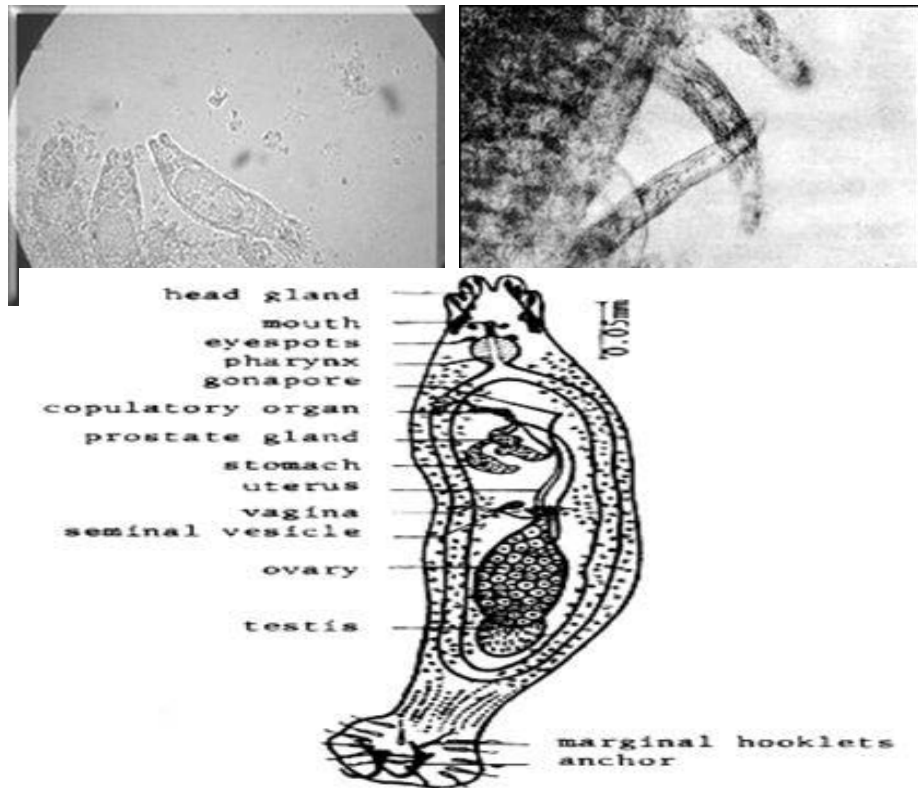 head gland
0.05mm
mouth
eyespots
pharynx
gonapore
copulatory organ
prostate gland
stomach
uterus
vagina
seminal vesicle
ovary
testis
marginal hooklets
anchor